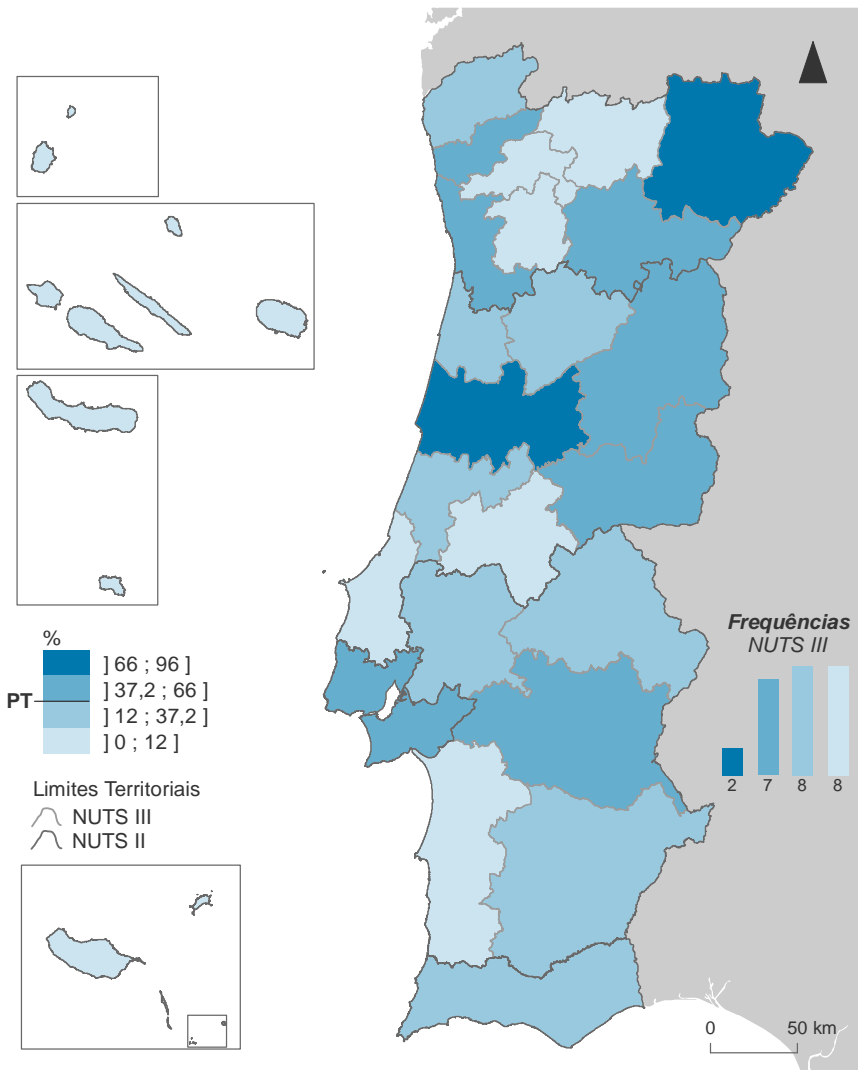 %
] 66 ; 96 ]
] 37,2 ; 66 ]
PT
] 12 ; 37,2 ]
] 0 ; 12 ]
Limites Territoriais
NUTS III
NUTS II
Frequências
NUTS III
2 7 8 8
0 50 km